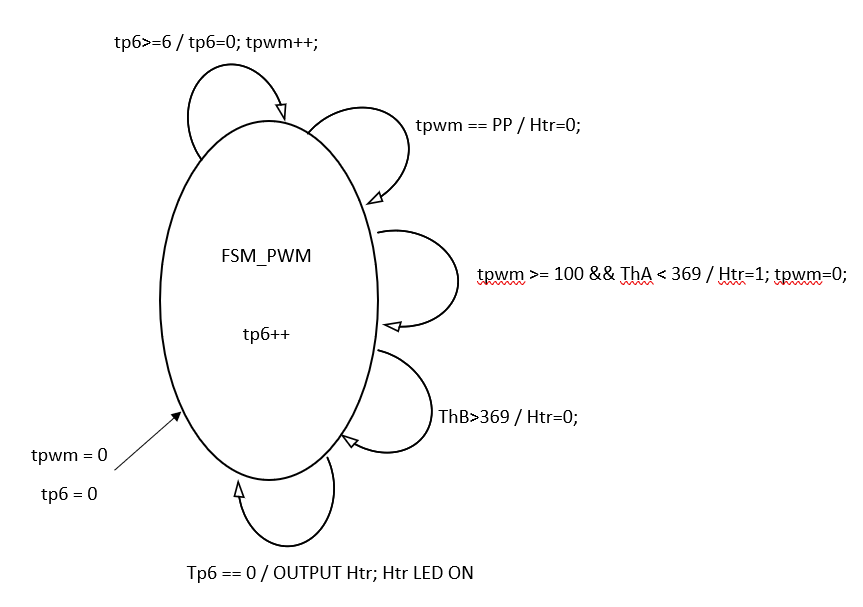 tp6>=6 / tp6=0; tpwm++;
tpwm == PP / Htr=0;
FSM_PWM
tpwm >= 100 && ThA < 369 / Htr=1; tpwm=0;
tp6++
ThB>369 / Htr=0;
tpwm = 0
tp6 = 0
Tp6 == 0 / OUTPUT Htr; Htr LED ON